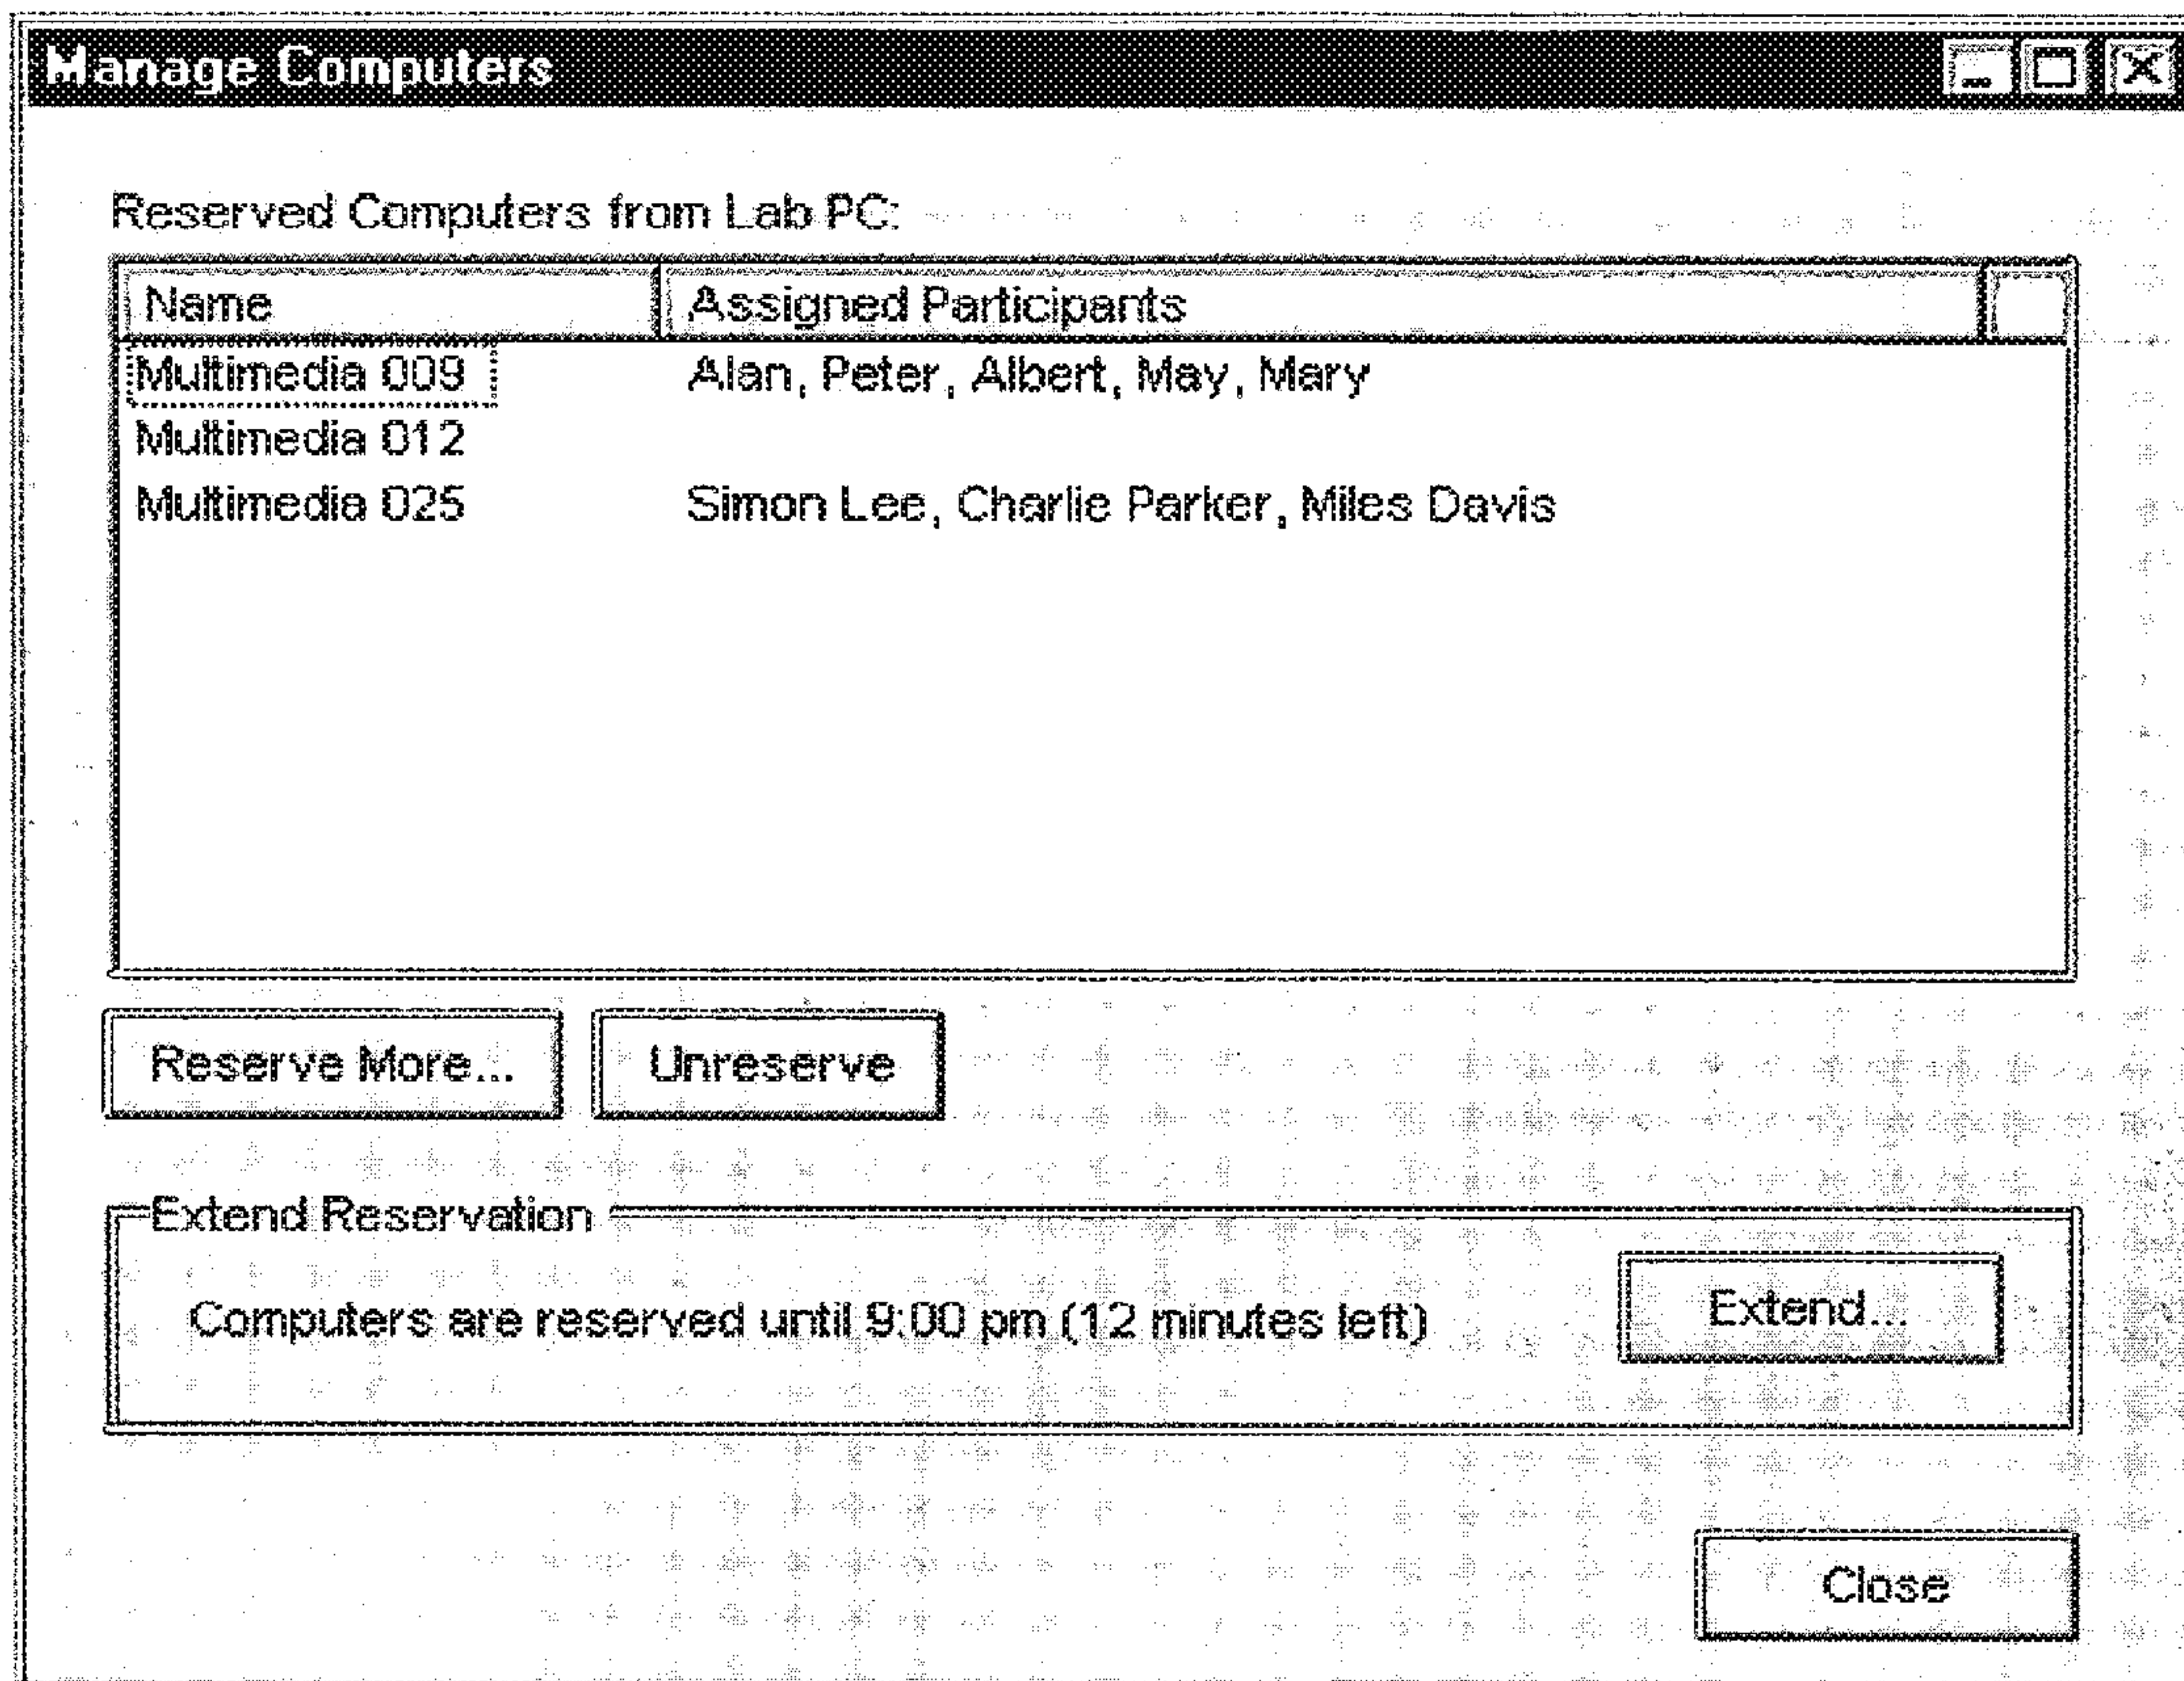 Manage Computers
Reserved Computers from Lab PC:
Name Assigned Participants
Multimedia 009 Alan, Peter, Albert, May, Mary
Multimedia 012
Multimedia 025 Simon Lee, Charlie Parker, Miles Davis
Reserve More... Unreserve
Extend Reservation
Computers are reserved until 9:00 pm (12 minutes left) Extend...
Close